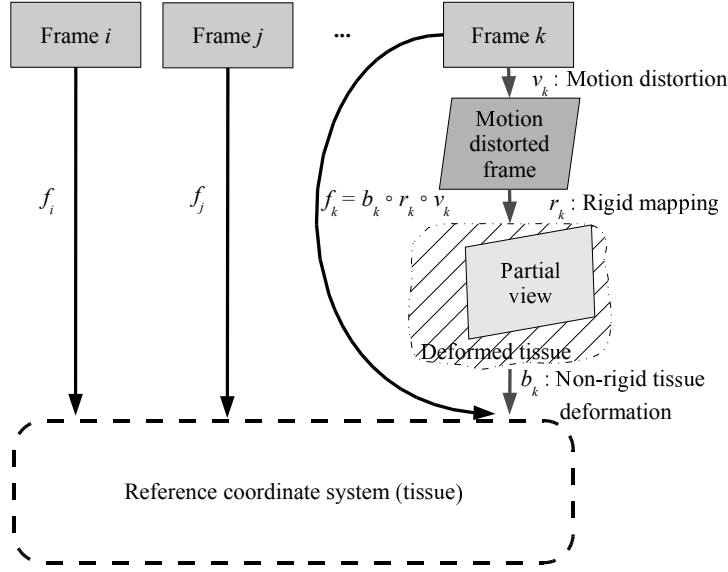 Frame i
Frame j
...
Frame k
v_k : Motion distortion
Motion
distorted
frame
f_i
f_j
f_k = b_k ∘ r_k ∘ v_k
r_k : Rigid mapping
Partial
view
Deformed tissue
b_k : Non-rigid tissue
deformation
Reference coordinate system (tissue)